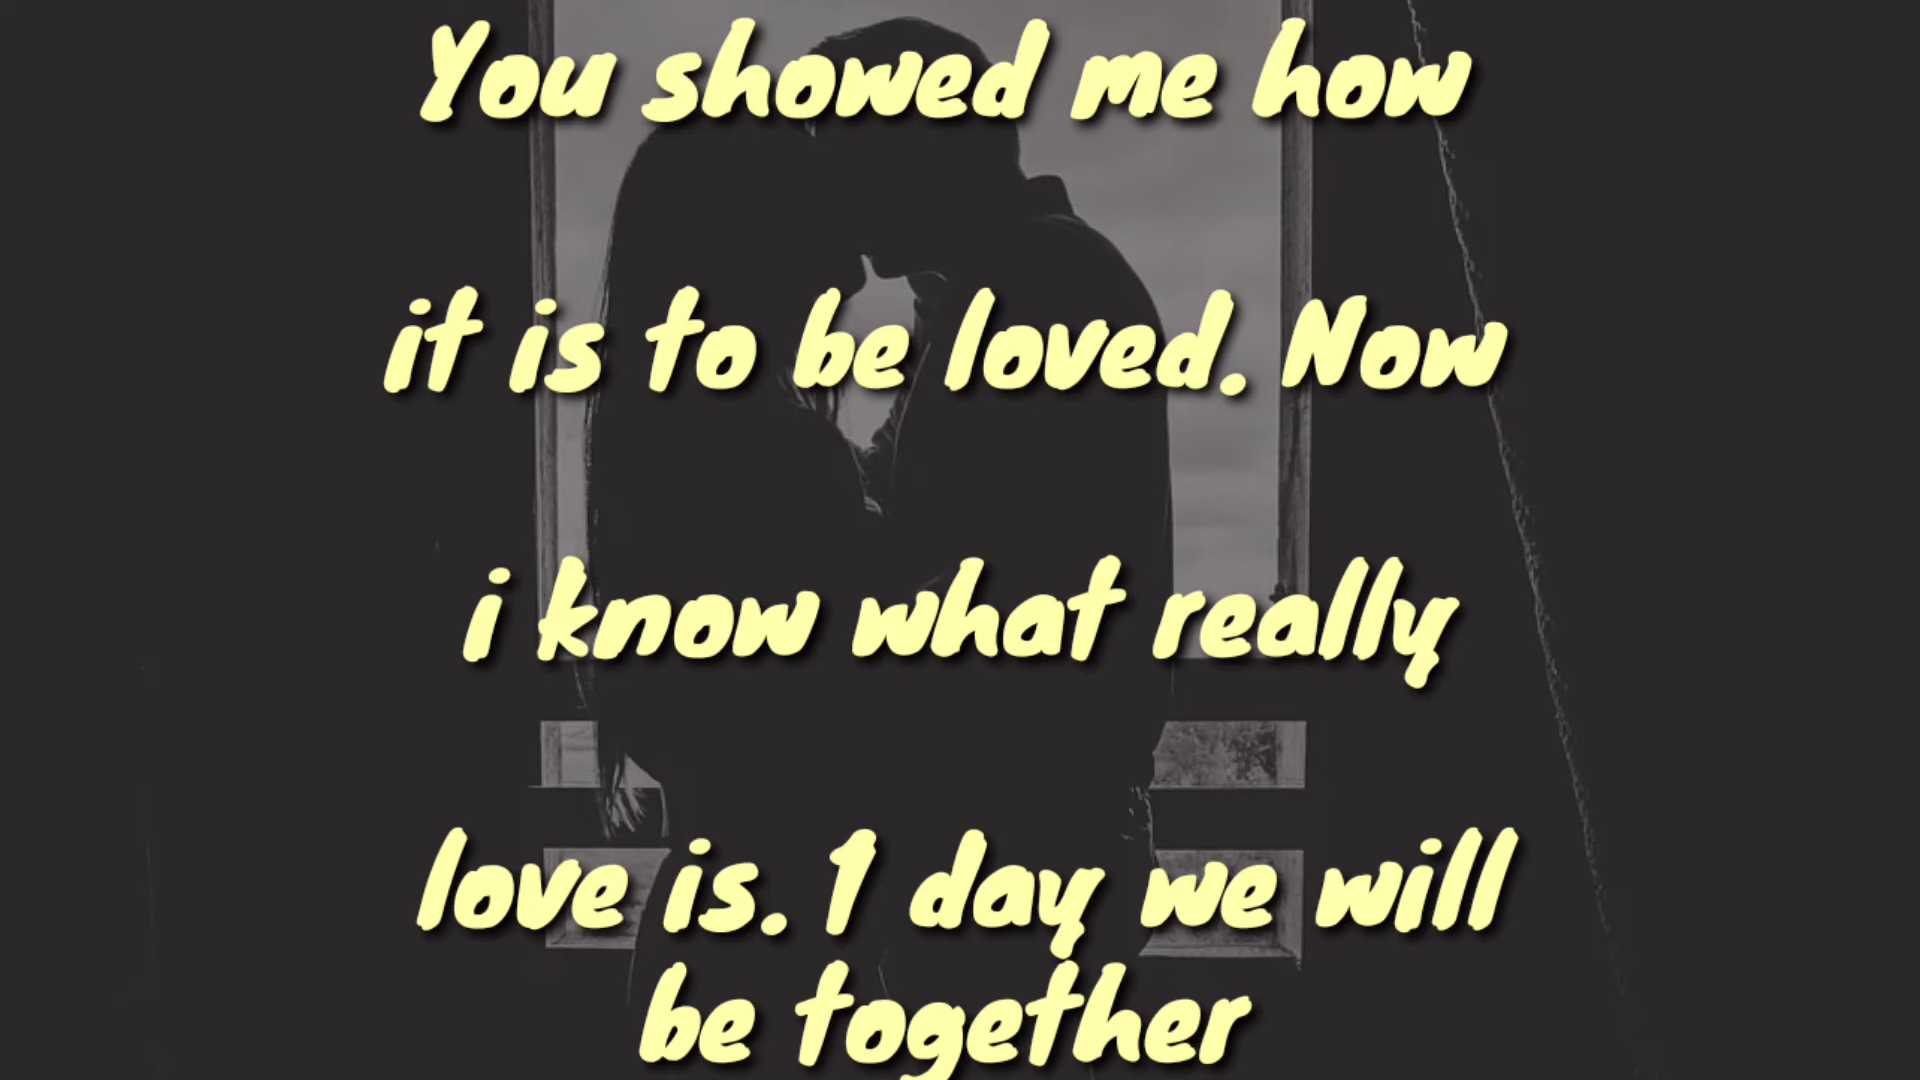 You showed me how
it is to be loved. Now
i know what really
love is. 1 day we will
be together